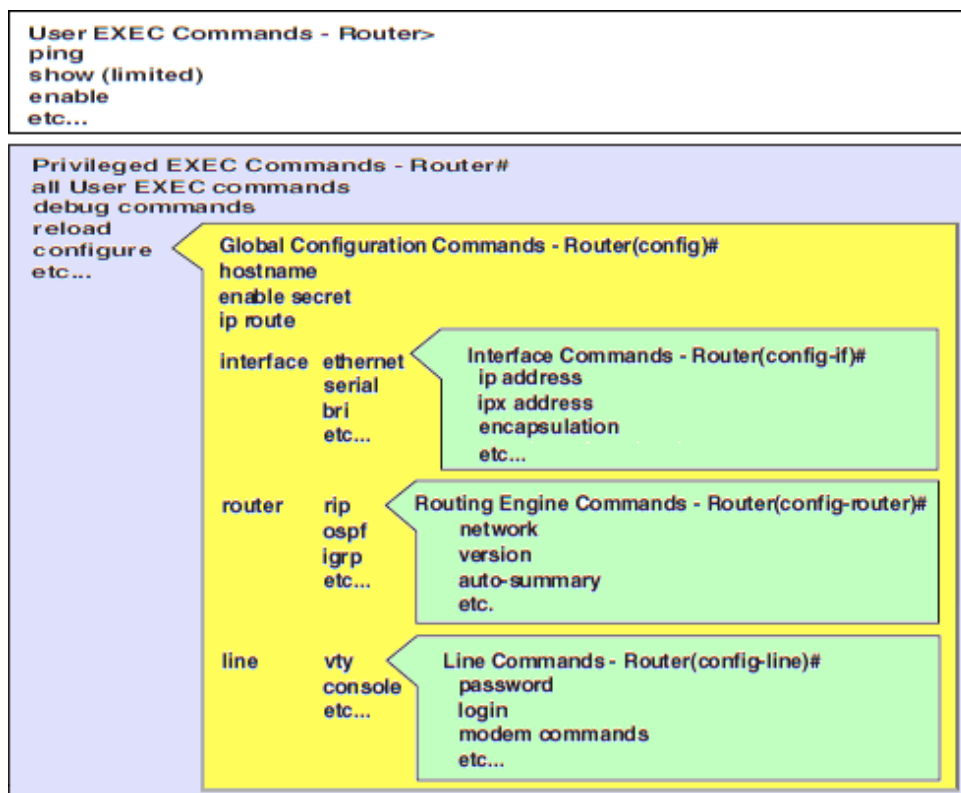 User EXEC Commands - Router>
ping
show (limited)
enable
etc...
Privileged EXEC Commands - Router#
all User EXEC commands
debug commands
reload
configure
etc...
Global Configuration Commands - Router(config)#
hostname
enable secret
ip route
interface ethernet
serial
bri
etc...
Interface Commands - Router(config-if)#
ip address
ipx address
encapsulation
etc...
router rip
ospf
igrp
etc...
Routing Engine Commands - Router(config-router)#
network
version
auto-summary
etc.
line vty
console
etc...
Line Commands - Router(config-line)#
password
login
modem commands
etc...